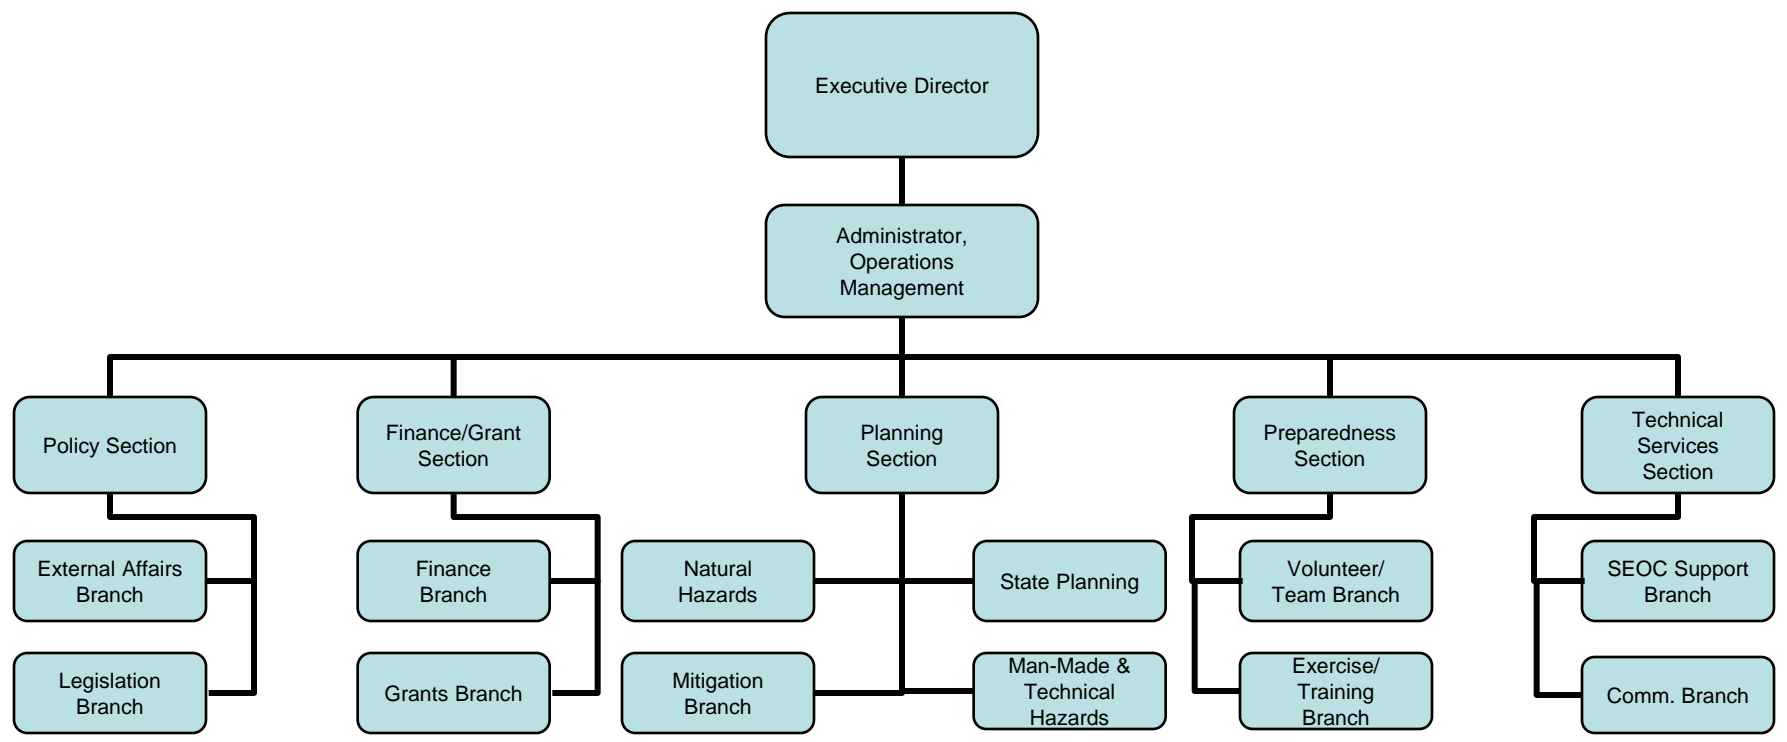 Executive Director
Administrator,
Operations
Management
Policy Section
Finance/Grant
Section
Planning
Section
Preparedness
Section
Technical
Services
Section
External Affairs
Branch
Finance
Branch
Natural
Hazards
State Planning
Volunteer/
Team Branch
SEOC Support
Branch
Legislation
Branch
Grants Branch
Mitigation
Branch
Man-Made &
Technical
Hazards
Exercise/
Training
Branch
Comm. Branch